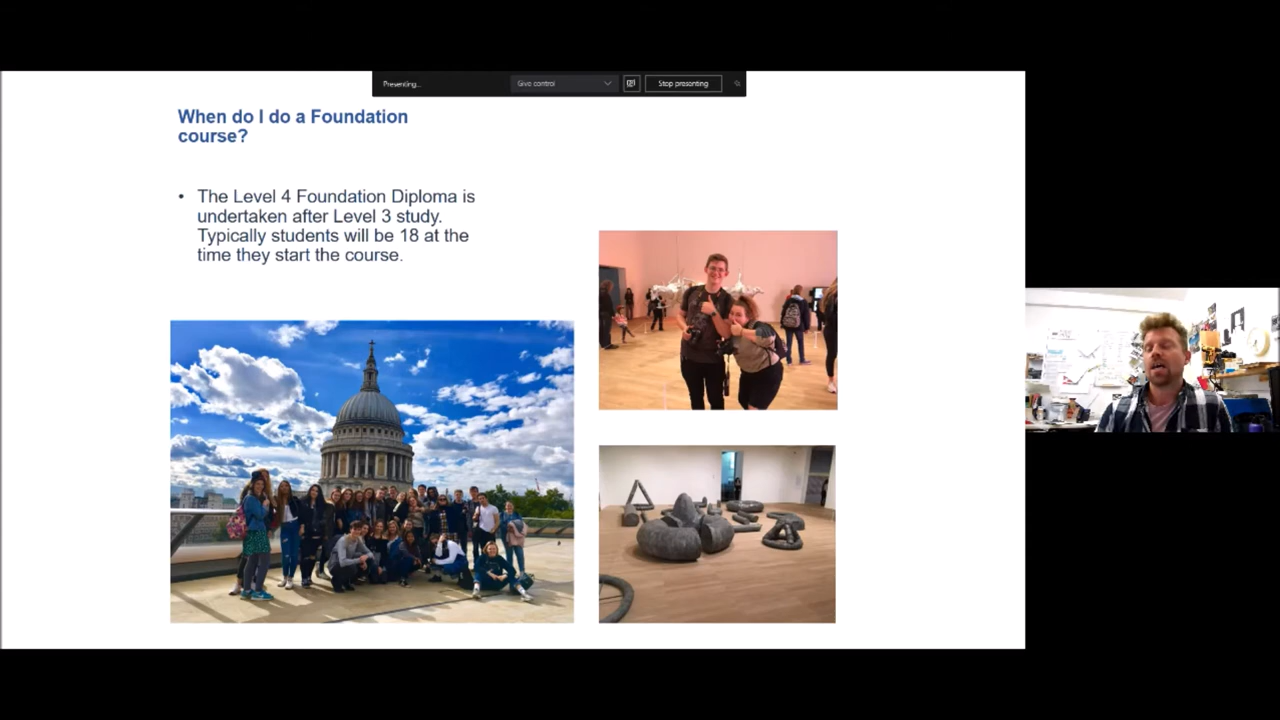 Presenting...
Give control
Stop presenting
When do I do a Foundation
course?
• The Level 4 Foundation Diploma is
undertaken after Level 3 study.
Typically students will be 18 at the
time they start the course.